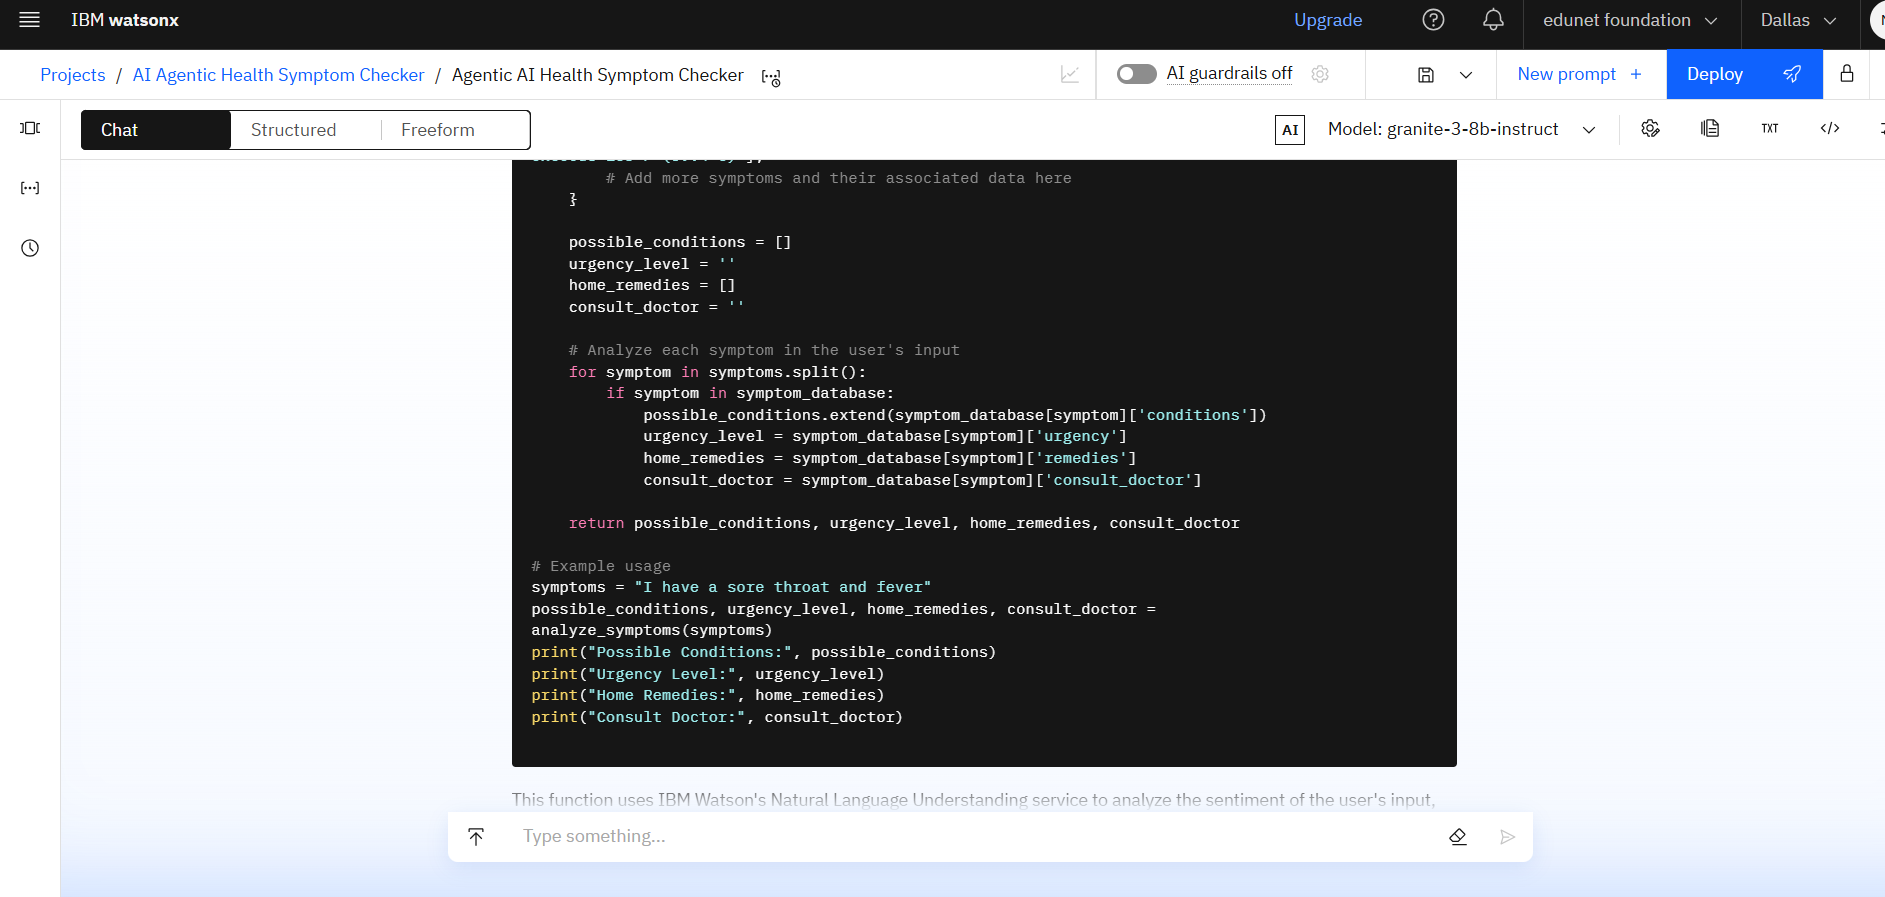 IBM watsonx
Upgrade
edunet foundation
Dallas
Projects / AI Agentic Health Symptom Checker / Agentic AI Health Symptom Checker
AI guardrails off
New prompt +
Deploy
Chat
Structured
Freeform
AI
Model: granite-3-8b-instruct
TXT
</>
# Add more symptoms and their associated data here
}
possible_conditions = []
urgency_level = ''
home_remedies = []
consult_doctor = ''
# Analyze each symptom in the user's input
for symptom in symptoms.split():
if symptom in symptom_database:
possible_conditions.extend(symptom_database[symptom]['conditions'])
urgency_level = symptom_database[symptom]['urgency']
home_remedies = symptom_database[symptom]['remedies']
consult_doctor = symptom_database[symptom]['consult_doctor']
return possible_conditions, urgency_level, home_remedies, consult_doctor
# Example usage
symptoms = "I have a sore throat and fever"
possible_conditions, urgency_level, home_remedies, consult_doctor =
analyze_symptoms(symptoms)
print("Possible Conditions:", possible_conditions)
print("Urgency Level:", urgency_level)
print("Home Remedies:", home_remedies)
print("Consult Doctor:", consult_doctor)
This function uses IBM Watson's Natural Language Understanding service to analyze the sentiment of the user's input,
Type something...